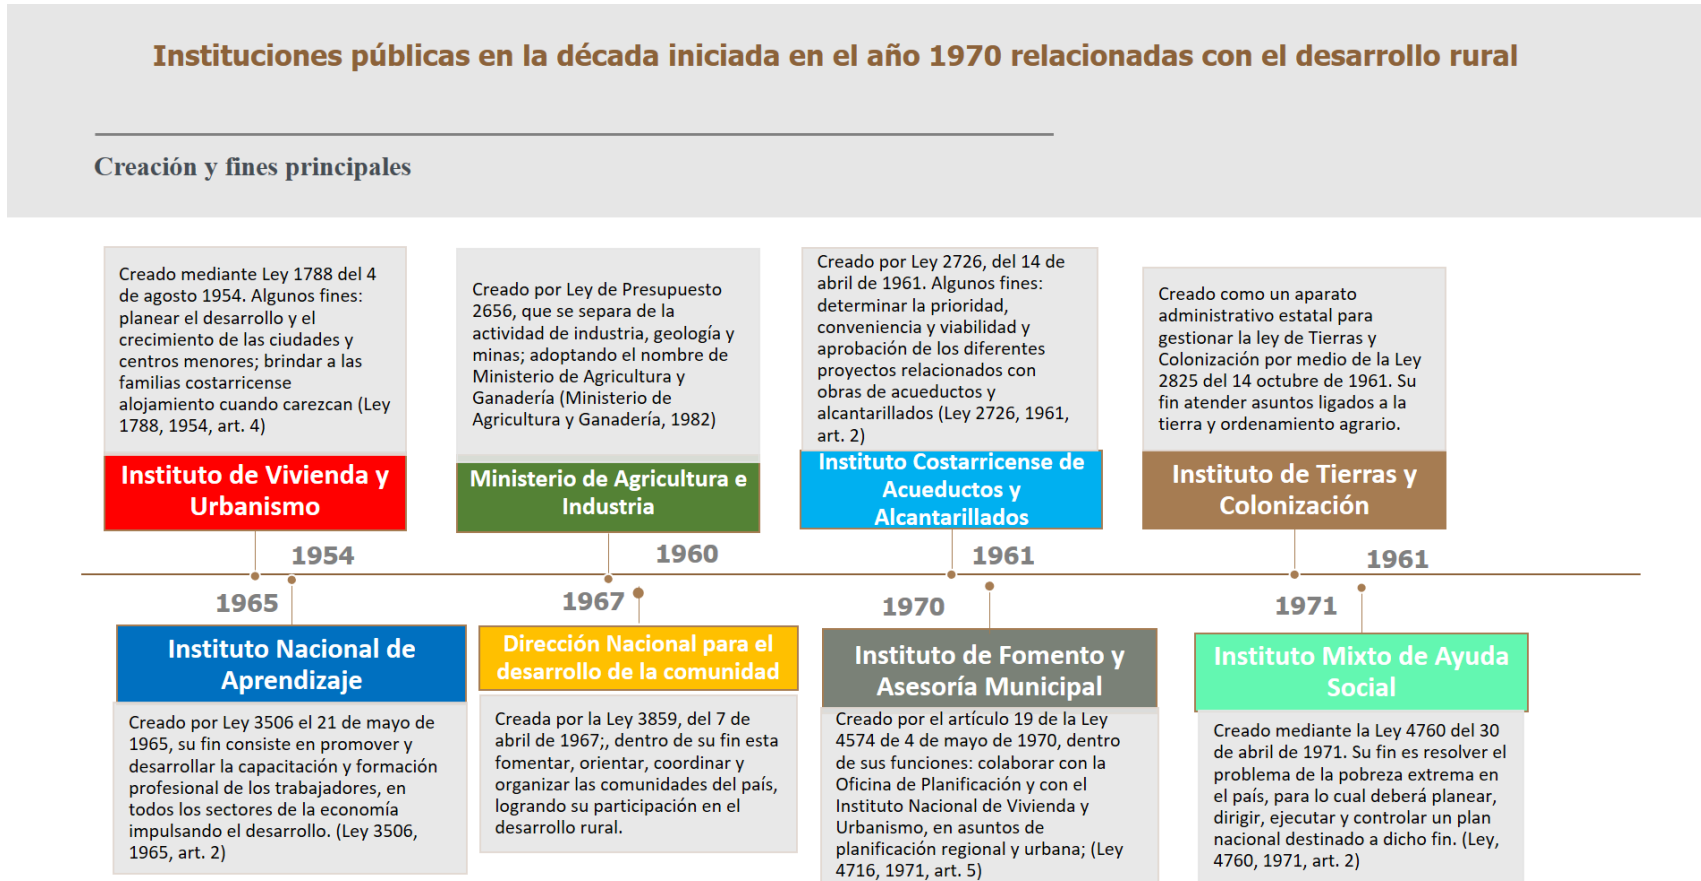 Instituciones públicas en la década iniciada en el año 1970 relacionadas con el desarrollo rural
Creación y fines principales
Creado mediante Ley 1788 del 4
de agosto 1954. Algunos fines:
planear el desarrollo y el
crecimiento de las ciudades y
centros menores; brindar a las
familias costarricense
alojamiento cuando carezcan (Ley
1788, 1954, art. 4)
Instituto de Vivienda y
Urbanismo
1954
Creado por Ley de Presupuesto
2656, que se separa de la
actividad de industria, geología y
minas; adoptando el nombre de
Ministerio de Agricultura y
Ganadería (Ministerio de
Agricultura y Ganadería, 1982)
Ministerio de Agricultura e
Industria
1960
Creado por Ley 2726, del 14 de
abril de 1961. Algunos fines:
determinar la prioridad,
conveniencia y viabilidad y
aprobación de los diferentes
proyectos relacionados con
obras de acueductos y
alcantarillados (Ley 2726, 1961,
art. 2)
Instituto Costarricense de
Acueductos y
Alcantarillados
1961
Creado como un aparato
administrativo estatal para
gestionar la ley de Tierras y
Colonización por medio de la Ley
2825 del 14 octubre de 1961. Su
fin atender asuntos ligados a la
tierra y ordenamiento agrario.
Instituto de Tierras y
Colonización
1961
1965
Instituto Nacional de
Aprendizaje
Creado por Ley 3506 el 21 de mayo de
1965, su fin consiste en promover y
desarrollar la capacitación y formación
profesional de los trabajadores, en
todos los sectores de la economía
impulsando el desarrollo. (Ley 3506,
1965, art. 2)
1967
Dirección Nacional para el
desarrollo de la comunidad
Creada por la Ley 3859, del 7 de
abril de 1967;, dentro de su fin esta
fomentar, orientar, coordinar y
organizar las comunidades del país,
logrando su participación en el
desarrollo rural.
1970
Instituto de Fomento y
Asesoría Municipal
Creado por el artículo 19 de la Ley
4574 de 4 de mayo de 1970, dentro
de sus funciones: colaborar con la
Oficina de Planificación y con el
Instituto Nacional de Vivienda y
Urbanismo, en asuntos de
planificación regional y urbana; (Ley
4716, 1971, art. 5)
1971
Instituto Mixto de Ayuda
Social
Creado mediante la Ley 4760 del 30
de abril de 1971. Su fin es resolver el
problema de la pobreza extrema en
el país, para lo cual deberá planear,
dirigir, ejecutar y controlar un plan
nacional destinado a dicho fin. (Ley,
4760, 1971, art. 2)